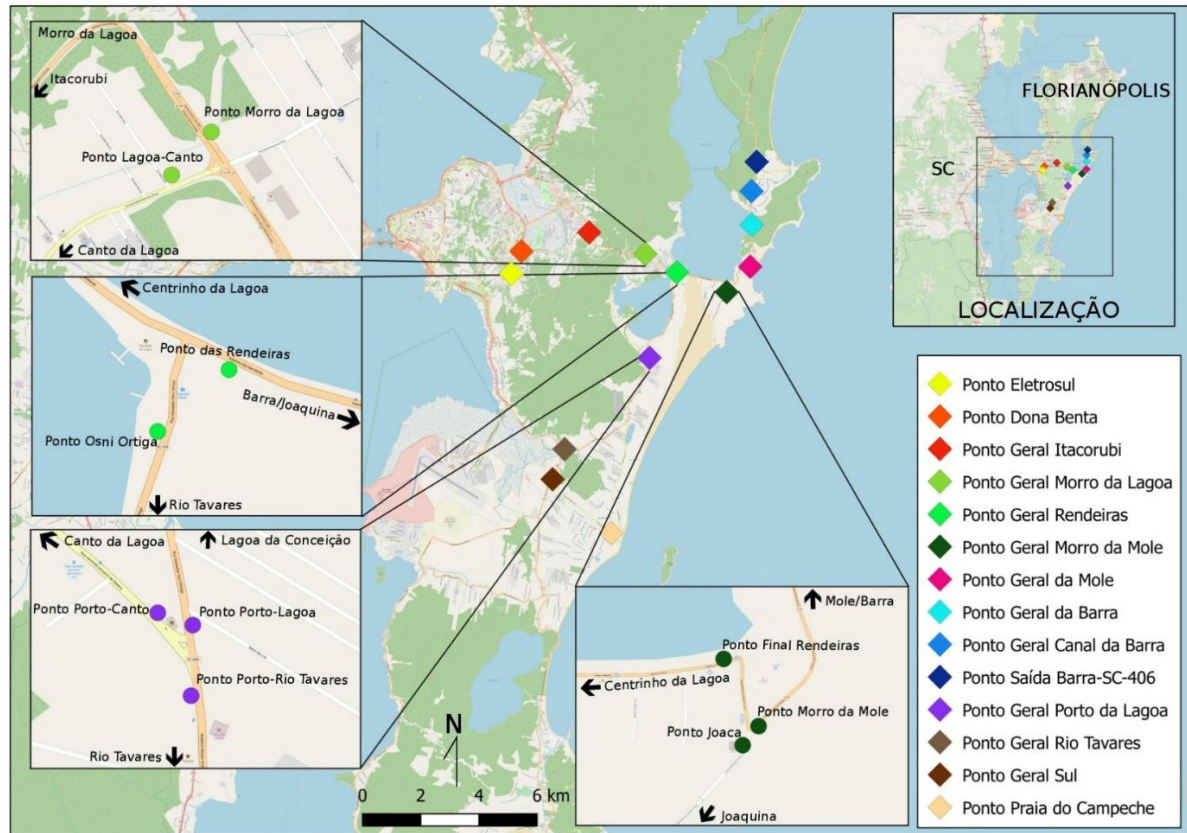 Morro da Lagoa
Itacorubi
Ponto Morro da Lagoa
Ponto Lagoa-Canto
Canto da Lagoa
Centrinho da Lagoa
Ponto das Rendeiras
Barra/Joaquina
Ponto Osni Ortiga
Rio Tavares
Canto da Lagoa
Lagoa da Conceição
Ponto Porto-Canto
Ponto Porto-Lagoa
Ponto Porto-Rio Tavares
Rio Tavares
N
0 2 4 6 km
Mole/Barra
Ponto Final Rendeiras
Centrinho da Lagoa
Ponto Morro da Mole
Ponto Joaca
Joaquina
FLORIANÓPOLIS
SC
LOCALIZAÇÃO
Ponto Eletrosul
Ponto Dona Benta
Ponto Geral Itacorubi
Ponto Geral Morro da Lagoa
Ponto Geral Rendeiras
Ponto Geral Morro da Mole
Ponto Geral da Mole
Ponto Geral da Barra
Ponto Geral Canal da Barra
Ponto Saída Barra-SC-406
Ponto Geral Porto da Lagoa
Ponto Geral Rio Tavares
Ponto Geral Sul
Ponto Praia do Campeche